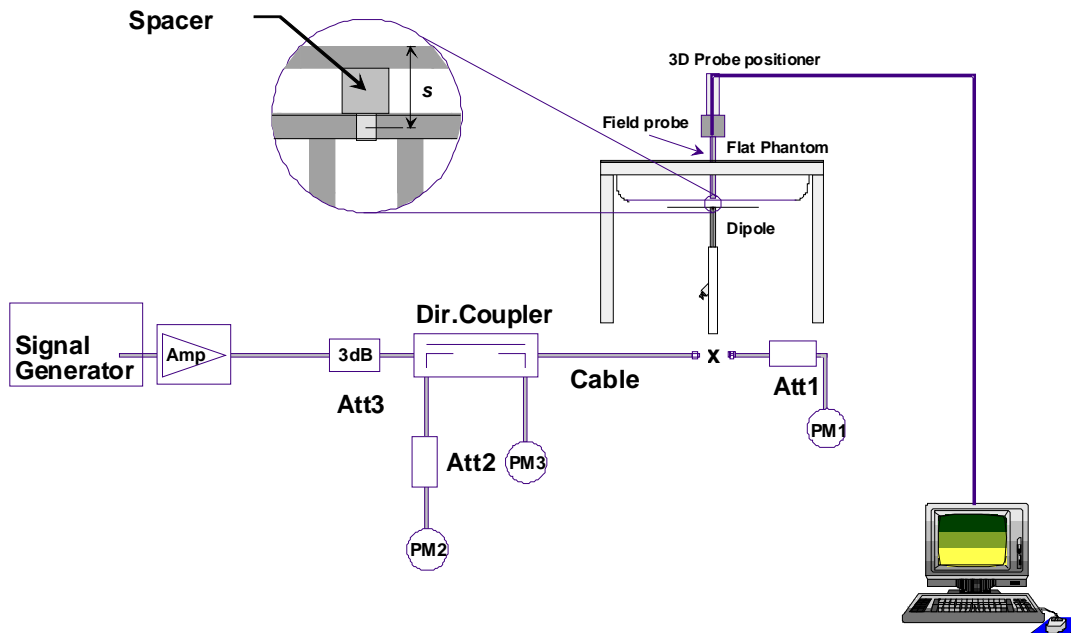 Spacer
s
3D Probe positioner
Field probe
Flat Phantom
Dipole
Dir.Coupler
Signal
Generator
Amp
3dB
x
Cable
Att1
Att3
PM1
Att2
PM3
PM2